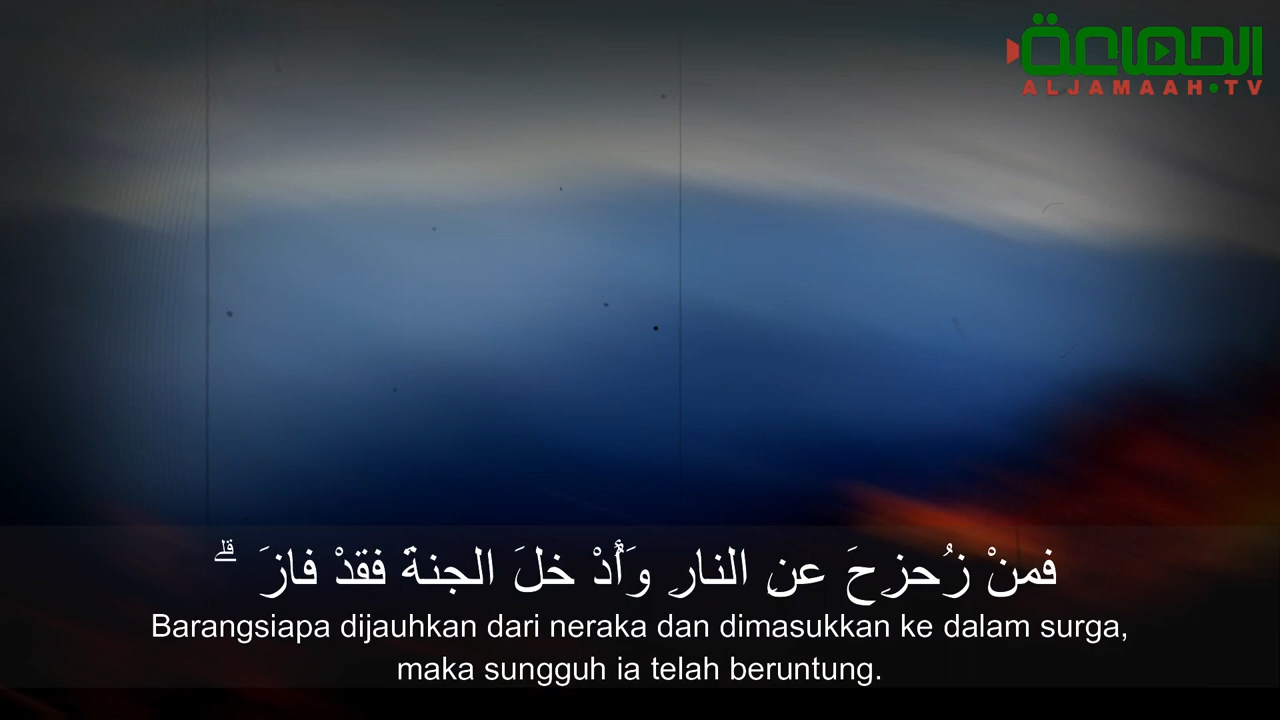 الجماعة
ALJAMAAH•TV
فمنْ زُحزِحَ عنِ النارِ وَأُدْ خلَ الجنةَ فقدْ فازَ ۗ
Barangsiapa dijauhkan dari neraka dan dimasukkan ke dalam surga,
maka sungguh ia telah beruntung.